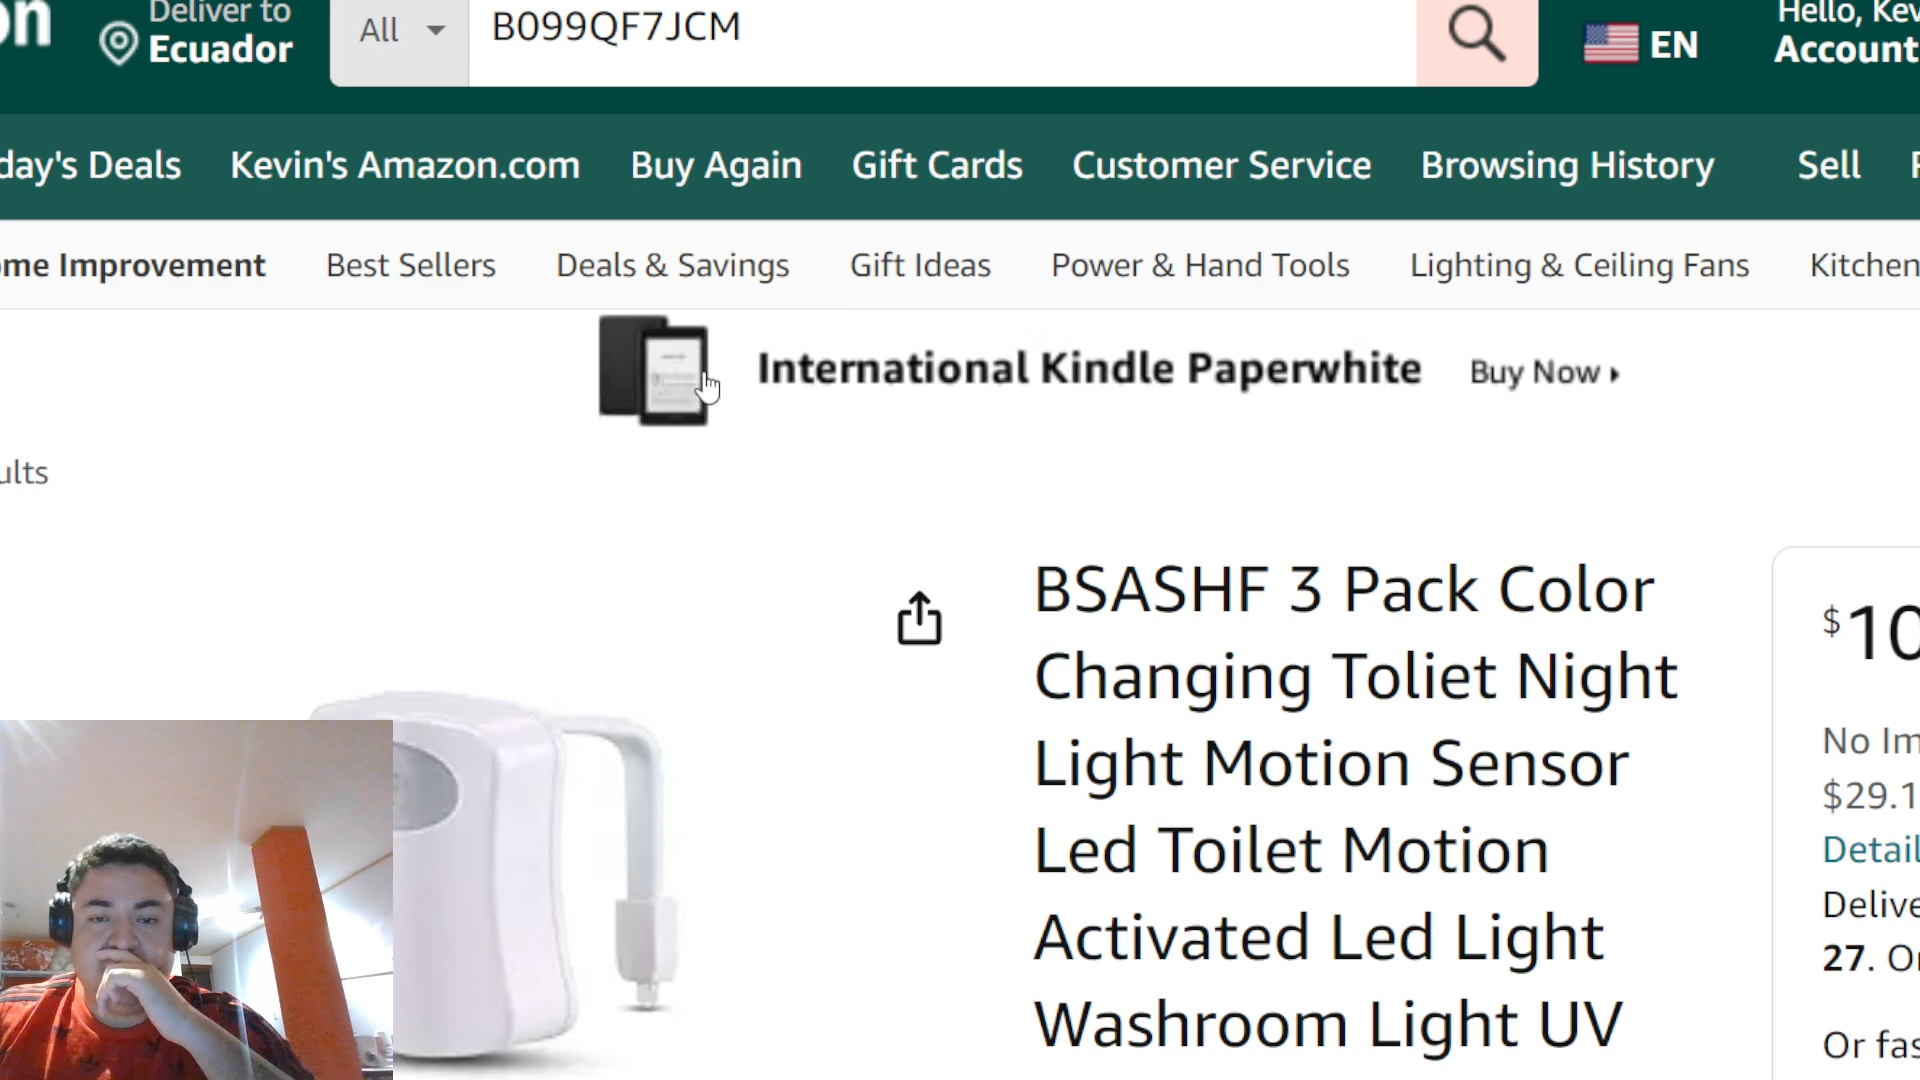 on
Deliver to
Ecuador
All
B099QF7JCM
EN
Hello, Kev
Account
day's Deals
Kevin's Amazon.com
Buy Again
Gift Cards
Customer Service
Browsing History
Sell
ome Improvement
Best Sellers
Deals & Savings
Gift Ideas
Power & Hand Tools
Lighting & Ceiling Fans
Kitchen
International Kindle Paperwhite
Buy Now
ults
BSASHF 3 Pack Color
Changing Toliet Night
Light Motion Sensor
Led Toilet Motion
Activated Led Light
Washroom Light UV
$10
No Im
$29.1
Detail
Delive
27. Or
Or fas